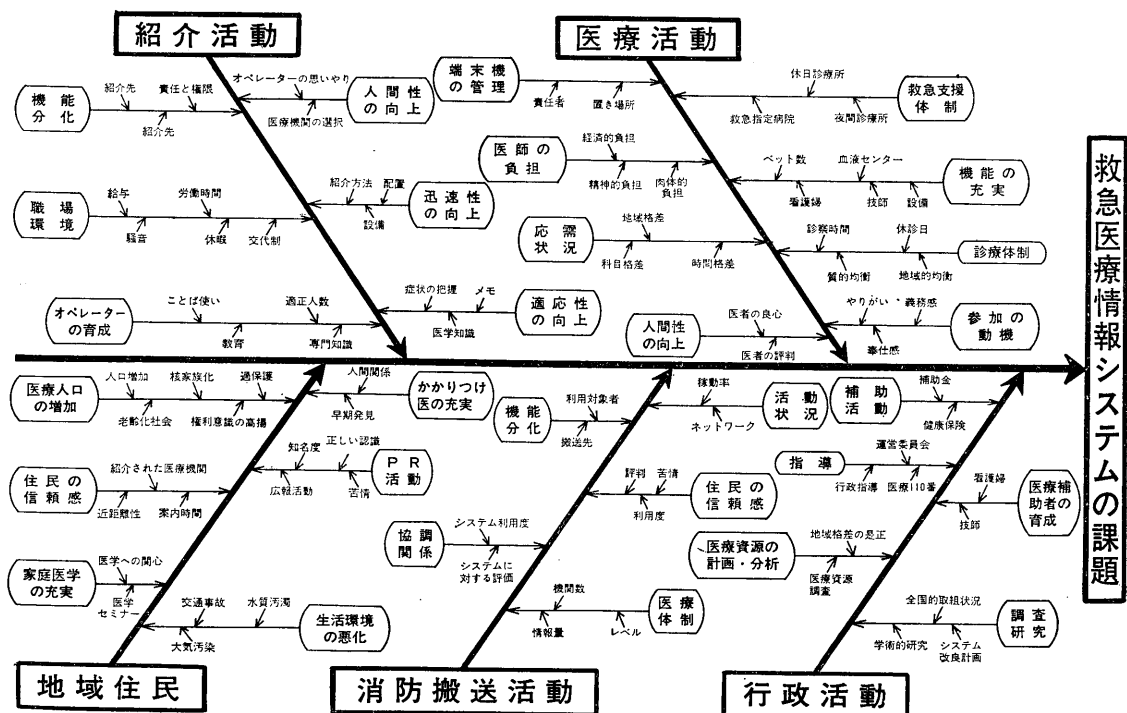 紹介活動
医療活動
機能
分化
紹介先
責任と権限
紹介先
オペレーターの思いやり
医療機関の選択
人間性
の向上
職場
環境
給与
労働時間
騒音
休暇
交代制
紹介方法
配置
設備
迅速性
の向上
オペレーター
の育成
ことば使い
適正人数
教育
専門知識
症状の把握
メモ
医学知識
適応性
の向上
端末機
の管理
責任者
置き場所
休日診療所
救急指定病院
夜間診療所
救急支援
体制
医師の
負担
経済的負担
精神的負担
肉体的
負担
ベット数
血液センター
看護婦
技師
設備
機能の
充実
応需
状況
地域格差
科目格差
時間格差
診察時間
休診日
質的均衡
地域的均衡
診療体制
人間性
の向上
医者の良心
医者の評判
やりがい
義務感
奉仕感
参加の
動機
救急医療情報システムの課題
医療人口
の増加
人口増加
核家族化
過保護
老齢化社会
権利意識の高揚
人間関係
早期発見
かかりつけ
医の充実
住民の
信頼感
紹介された医療機関
近距離性
案内時間
知名度
正しい認識
広報活動
苦情
PR
活動
家庭医学
の充実
医学への関心
医学
セミナー
交通事故
水質汚濁
大気汚染
生活環境
の悪化
機能
分化
利用対象者
搬送先
稼動率
ネットワーク
活動
状況
協調
関係
システム利用度
システムに
対する評価
評判
苦情
利用度
住民の
信頼感
機関数
情報量
レベル
医療
体制
補助
活動
補助金
健康保険
指導
運営委員会
行政指導
医療110番
看護婦
技師
医療補
助者の
育成
医療資源の
計画・分析
地域格差の是正
医療資源
調査
全国的取組状況
学術的研究
システム
改良計画
調査
研究
地域住民
消防搬送活動
行政活動